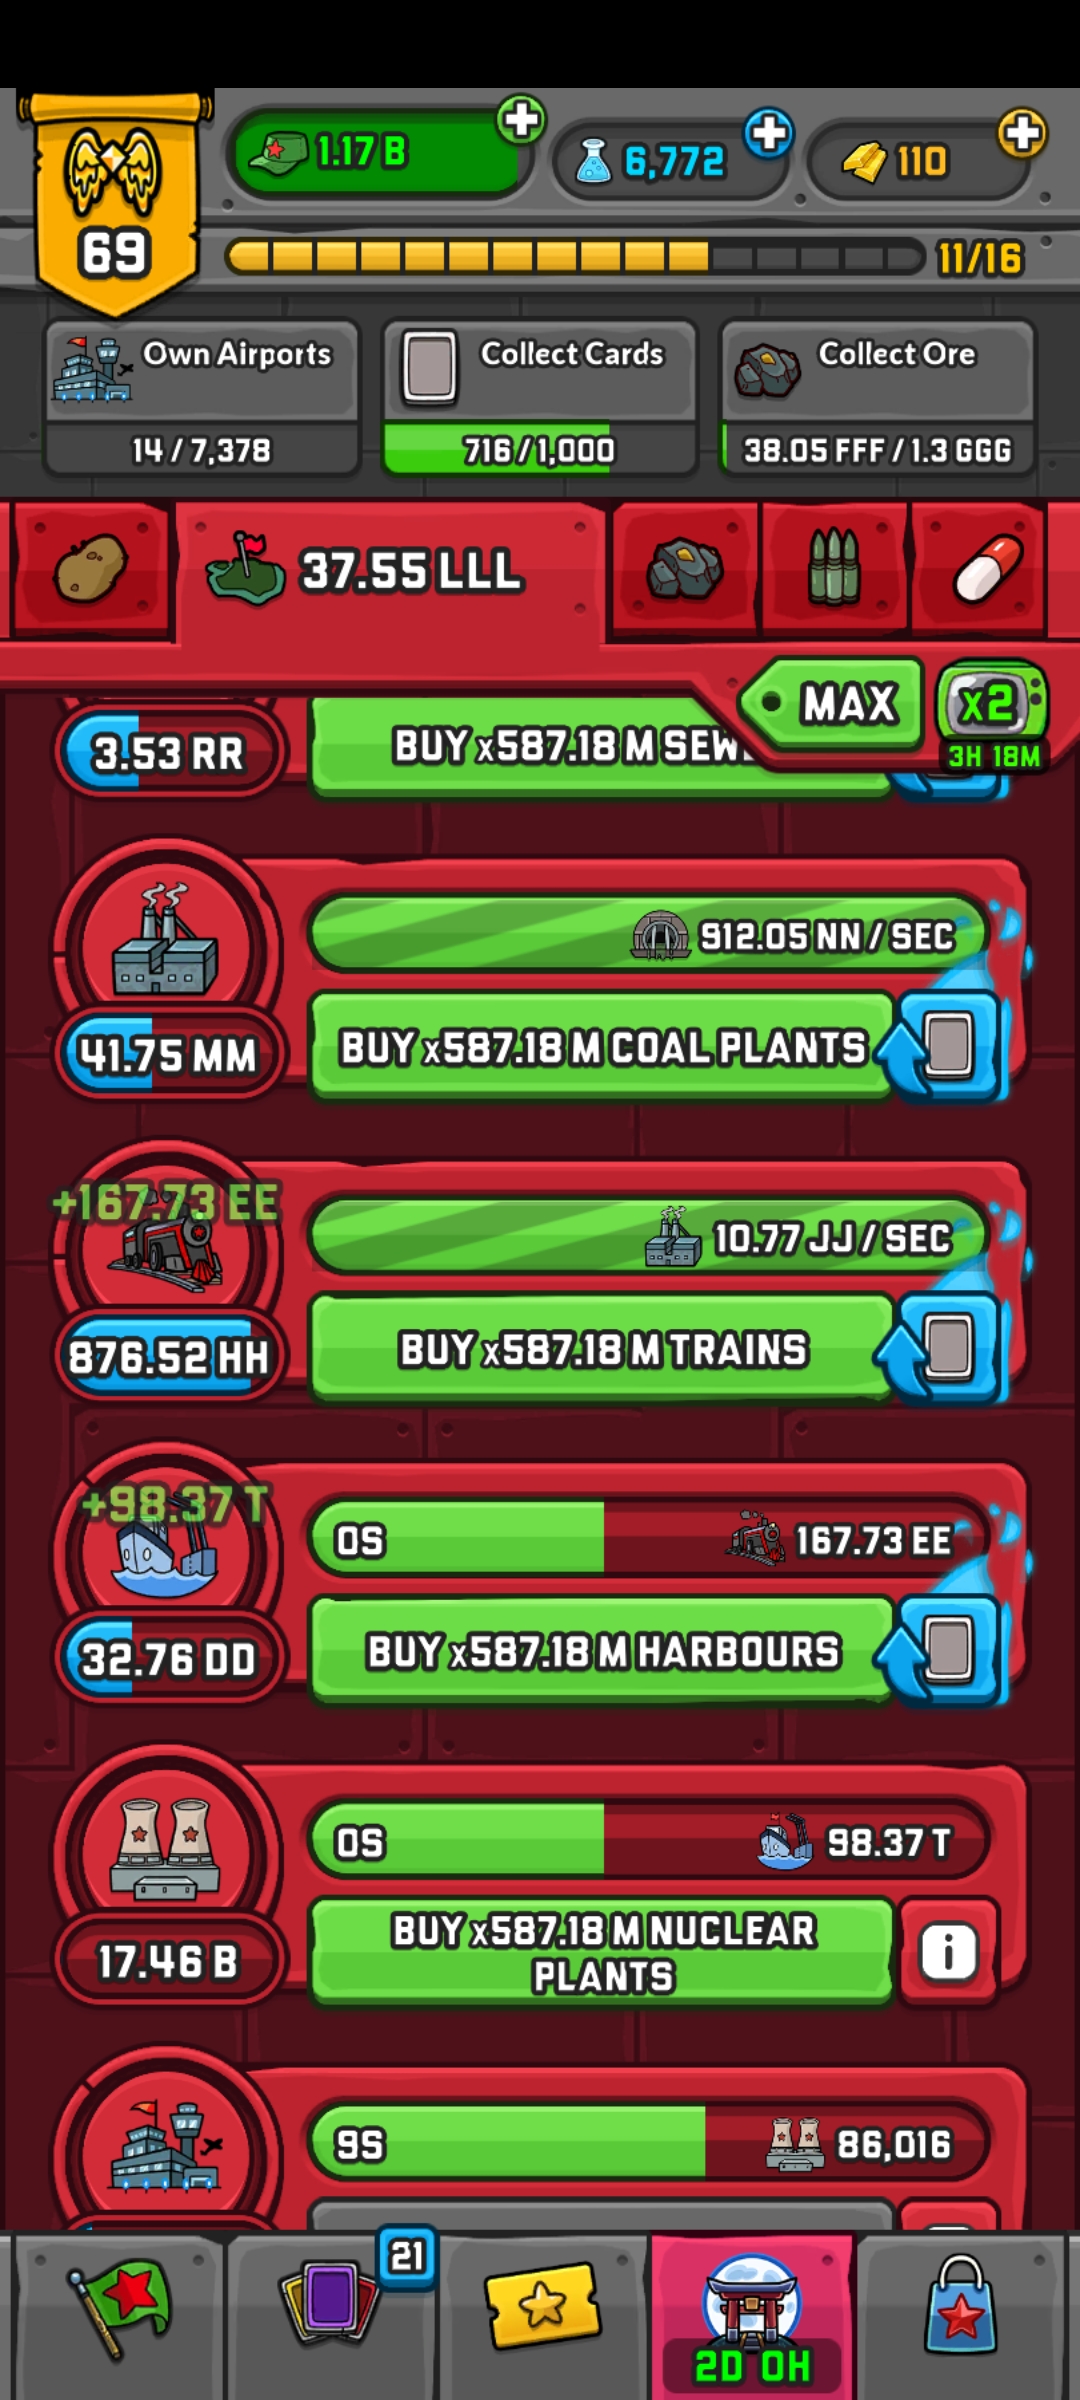 69
1.17 B
6,772
110
11/16
Own Airports
14 / 7,378
Collect Cards
716 / 1,000
Collect Ore
38.05 FFF / 1.3 GGG
37.55 LLL
MAX
x2
3H 18M
3.53 RR
BUY x587.18 M
912.05 NN / SEC
41.75 MM
BUY x587.18 M COAL PLANTS
+167.73 EE
10.77 JJ / SEC
876.52 HH
BUY x587.18 M TRAINS
+98.37 T
0S
167.73 EE
32.76 DD
BUY x587.18 M HARBOURS
0S
98.37 T
17.46 B
BUY x587.18 M NUCLEAR
PLANTS
i
9S
86,016
21
2D 0H